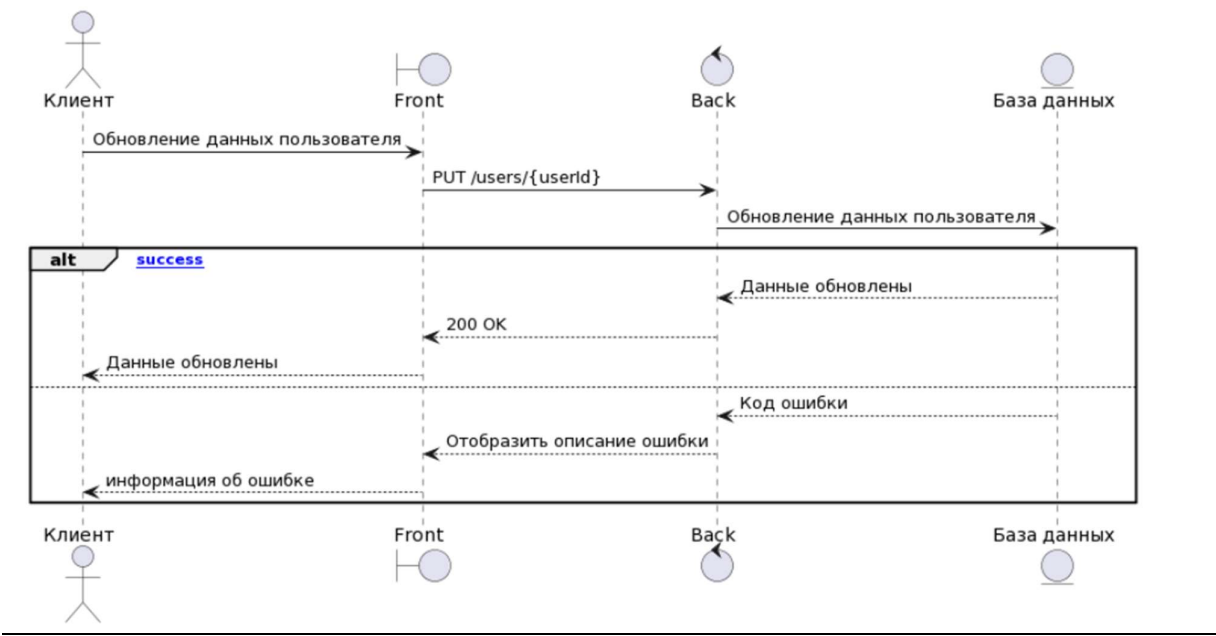 Клиент
Front
Back
База данных
Обновление данных пользователя
PUT /users/{userId}
Обновление данных пользователя
alt
success
Данные обновлены
200 OK
Данные обновлены
Код ошибки
Отобразить описание ошибки
информация об ошибке
Клиент
Front
Back
База данных